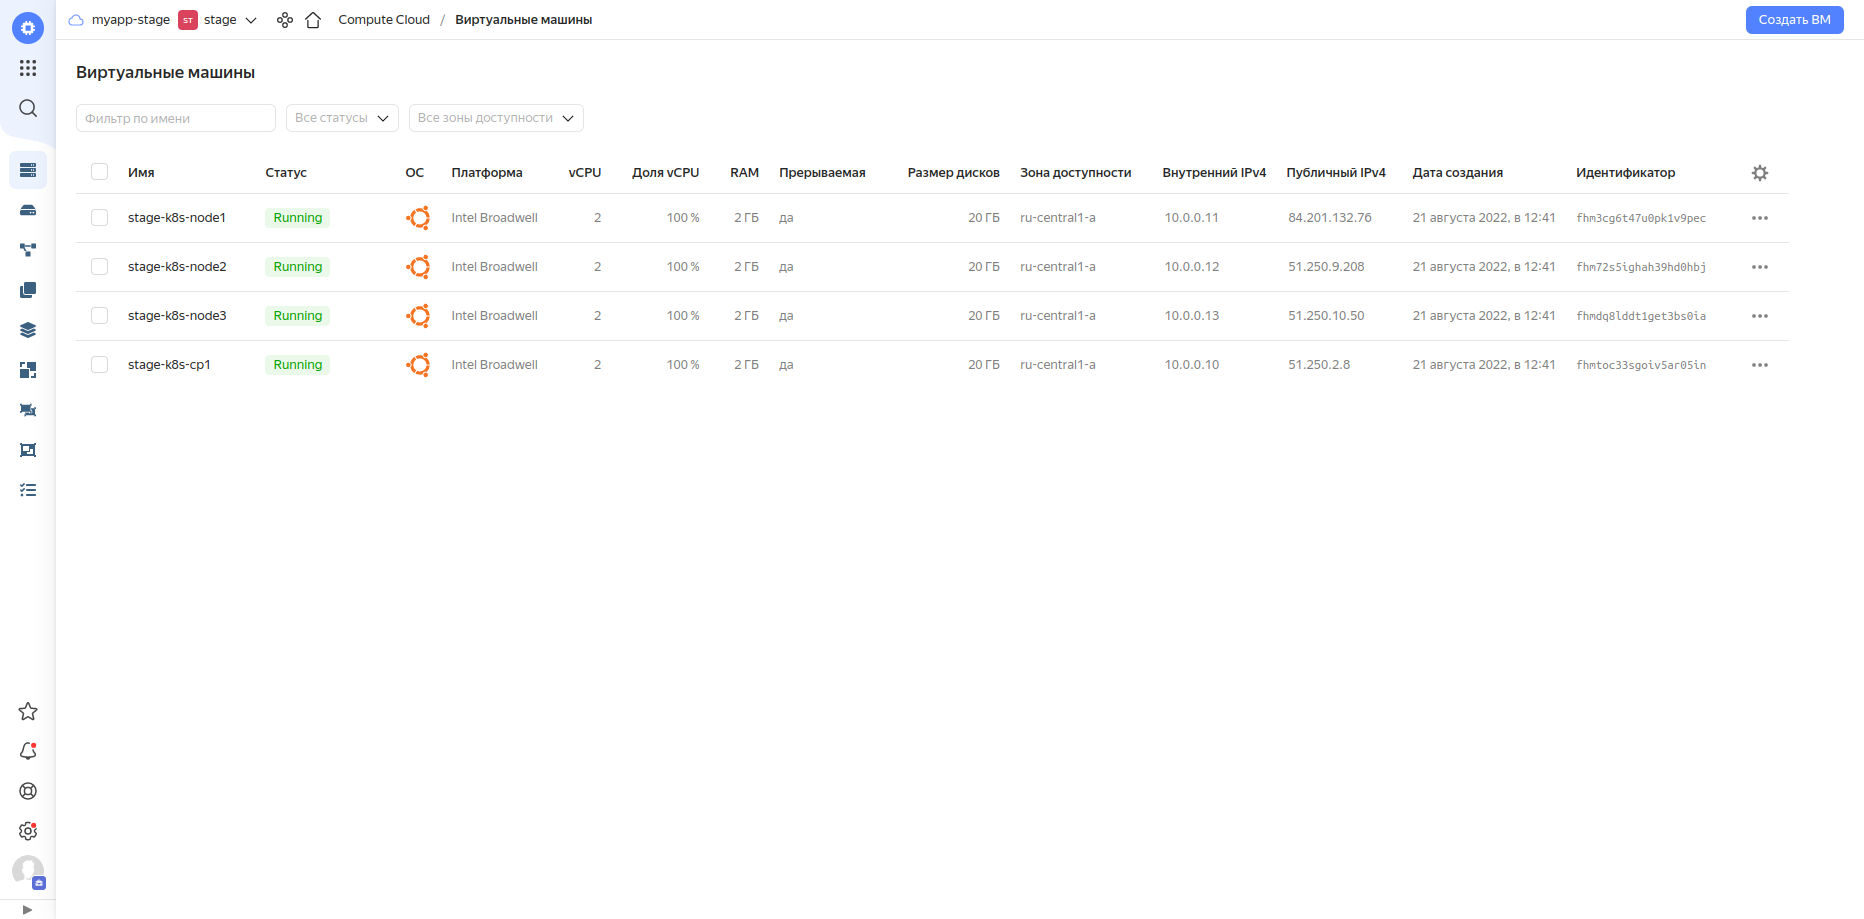 myapp-stage ST stage Compute Cloud / Виртуальные машины Создать ВМ
Виртуальные машины
Фильтр по имени Все статусы Все зоны доступности
Имя Статус ОС Платформа vCPU Доля vCPU RAM Прерываемая Размер дисков Зона доступности Внутренний IPv4 Публичный IPv4 Дата создания Идентификатор
stage-k8s-node1 Running Intel Broadwell 2 100 % 2 ГБ да 20 ГБ ru-central1-a 10.0.0.11 84.201.132.76 21 августа 2022, в 12:41 fhm3cg6t47u0pk1v9pec
stage-k8s-node2 Running Intel Broadwell 2 100 % 2 ГБ да 20 ГБ ru-central1-a 10.0.0.12 51.250.9.208 21 августа 2022, в 12:41 fhm72s5ighah39hd0hbj
stage-k8s-node3 Running Intel Broadwell 2 100 % 2 ГБ да 20 ГБ ru-central1-a 10.0.0.13 51.250.10.50 21 августа 2022, в 12:41 fhmdq8lddt1get3bs0ia
stage-k8s-cp1 Running Intel Broadwell 2 100 % 2 ГБ да 20 ГБ ru-central1-a 10.0.0.10 51.250.2.8 21 августа 2022, в 12:41 fhmtoc33sgoiv5ar05in